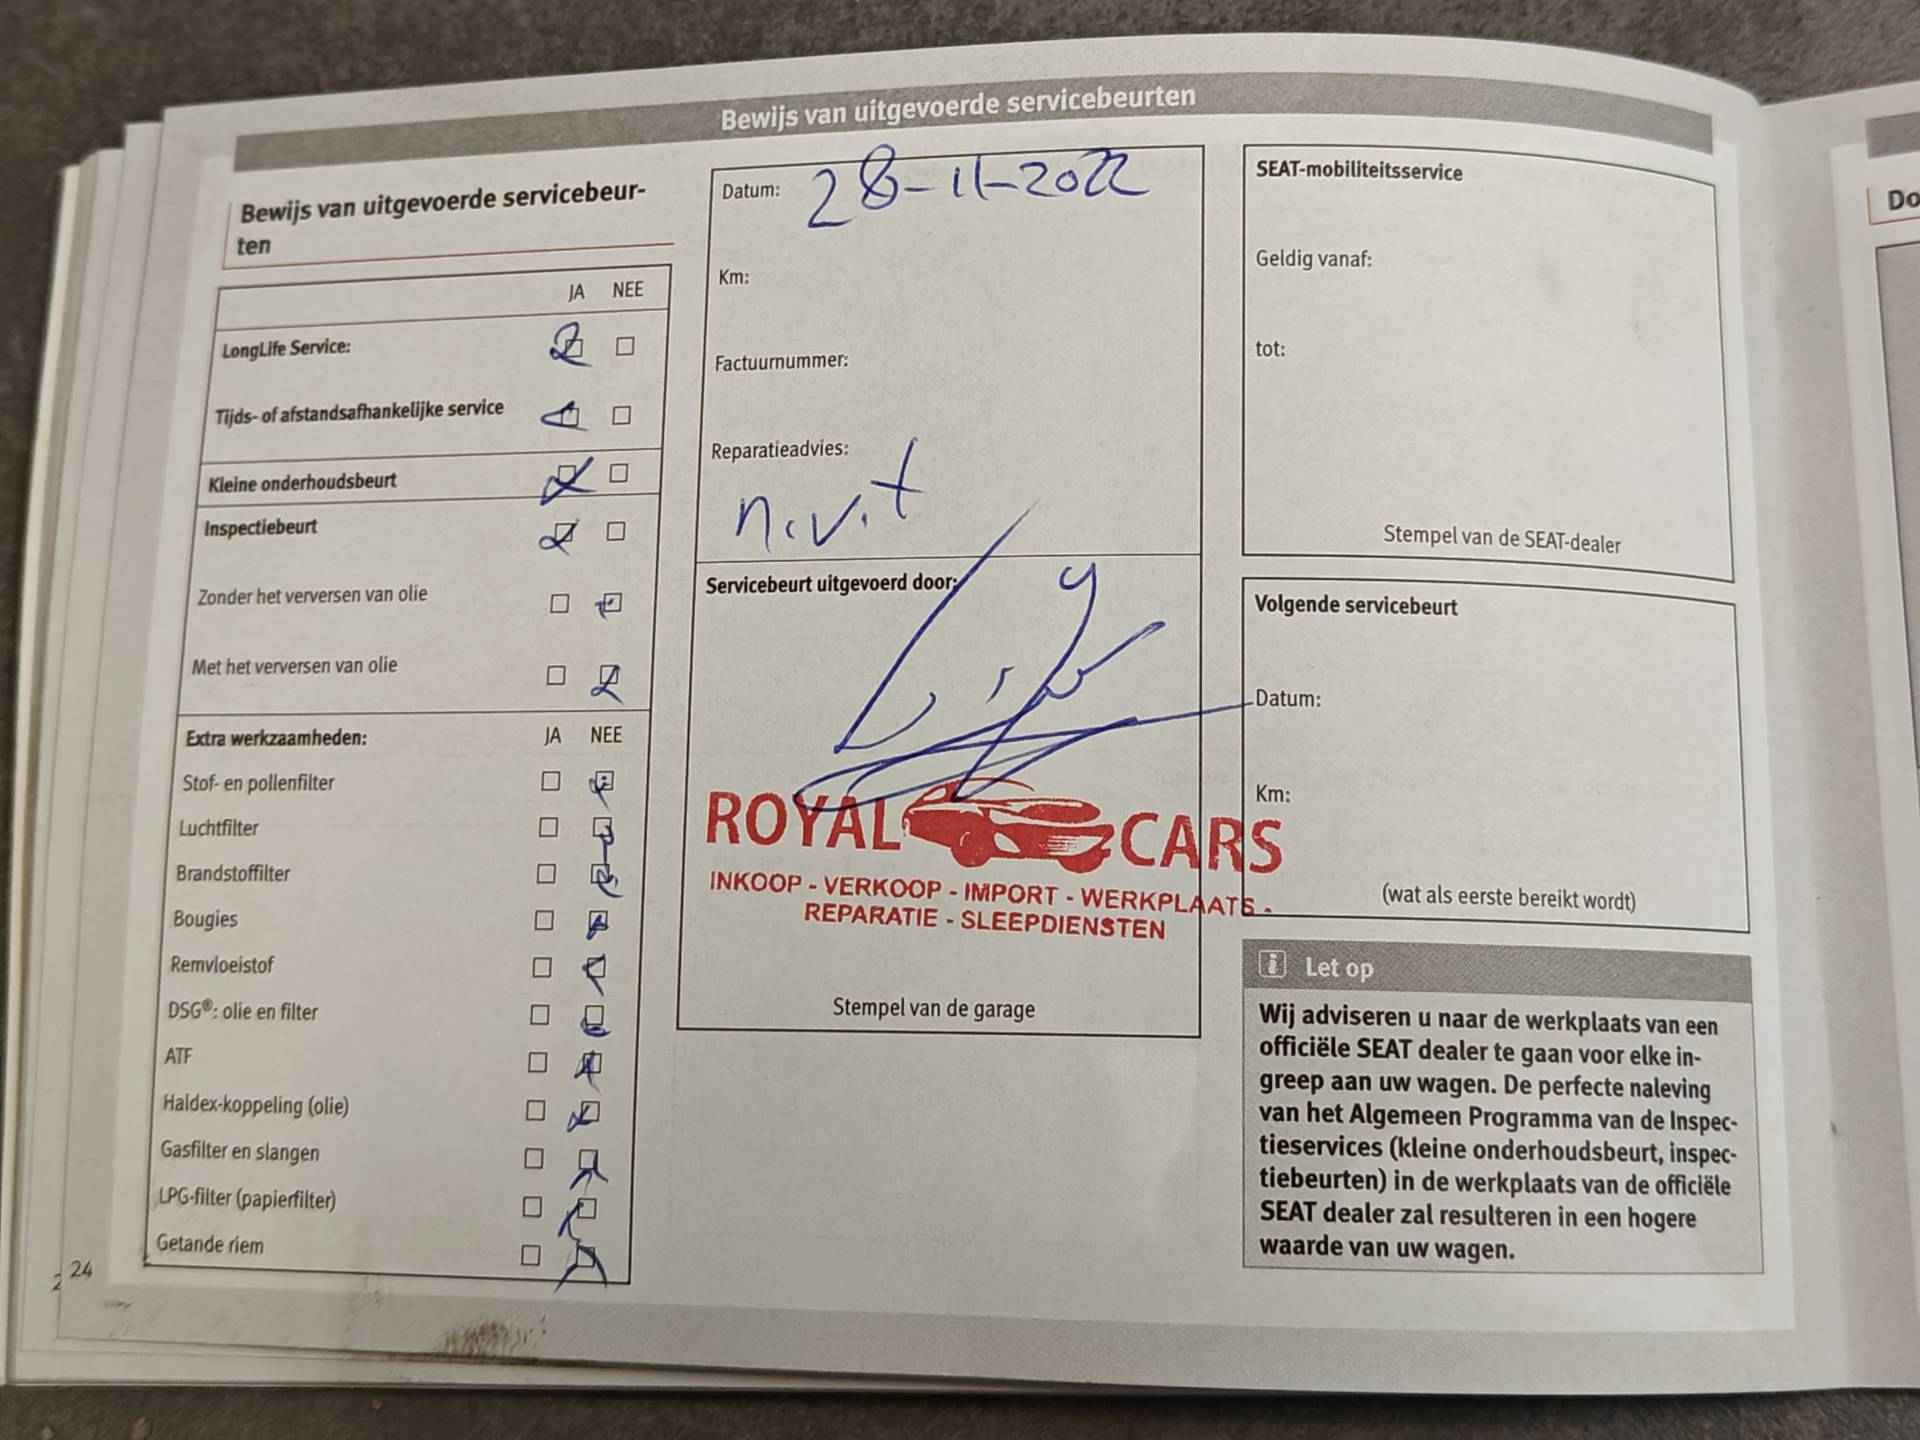 Bewijs van uitgevoerde servicebeurten
Bewijs van uitgevoerde servicebeur-
ten
JA NEE
LongLife Service:
Tijds- of afstandsafhankelijke service
Kleine onderhoudsbeurt
Inspectiebeurt
Zonder het verversen van olie
Met het verversen van olie
Extra werkzaamheden: JA NEE
Stof- en pollenfilter
Luchtfilter
Brandstoffilter
Bougies
Remvloeistof
DSG®: olie en filter
ATF
Haldex-koppeling (olie)
Gasfilter en slangen
LPG-filter (papierfilter)
Getande riem
24
Datum: 28-11-2022
Km:
Factuurnummer:
Reparatieadvies:
n.v.t
Servicebeurt uitgevoerd door:
ROYAL CARS
INKOOP - VERKOOP - IMPORT - WERKPLAATS -
REPARATIE - SLEEPDIENSTEN
Stempel van de garage
SEAT-mobiliteitsservice
Geldig vanaf:
tot:
Stempel van de SEAT-dealer
Volgende servicebeurt
Datum:
Km:
(wat als eerste bereikt wordt)
i Let op
Wij adviseren u naar de werkplaats van een
officiële SEAT dealer te gaan voor elke in-
greep aan uw wagen. De perfecte naleving
van het Algemeen Programma van de Inspec-
tieservices (kleine onderhoudsbeurt, inspec-
tiebeurten) in de werkplaats van de officiële
SEAT dealer zal resulteren in een hogere
waarde van uw wagen.
Do